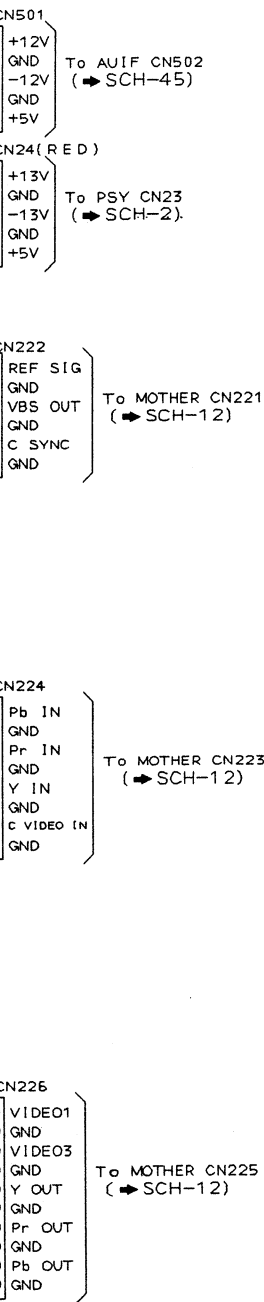 CN501
+12V
GND
-12V
GND
+5V
To AUIF CN502
(➡ SCH-45)
CN24(RED)
+13V
GND
-13V
GND
+5V
To PSY CN23
(➡ SCH-2).
CN222
REF SIG
GND
VBS OUT
GND
C SYNC
GND
To MOTHER CN221
(➡ SCH-12)
CN224
Pb IN
GND
Pr IN
GND
Y IN
GND
C VIDEO IN
GND
To MOTHER CN223
(➡ SCH-12)
CN226
VIDEO1
GND
VIDEO3
GND
Y OUT
GND
Pr OUT
GND
Pb OUT
GND
To MOTHER CN225
(➡ SCH-12)